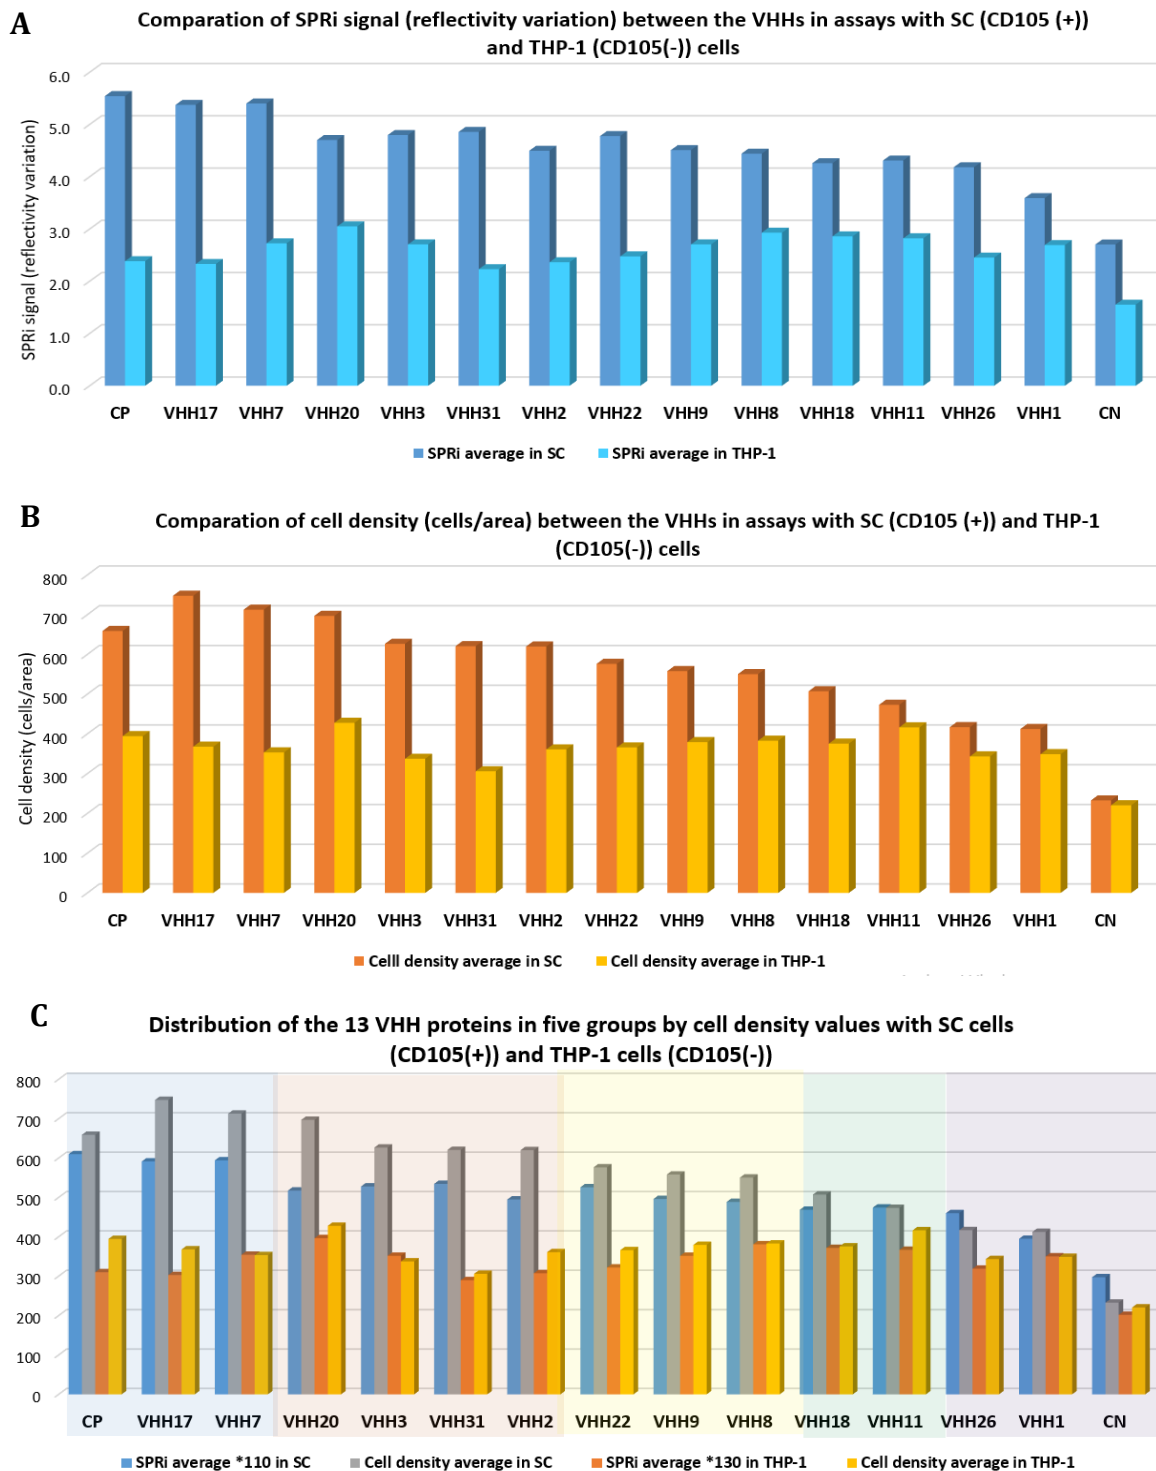 A
Comparation of SPRi signal (reflectivity variation) between the VHHs in assays with SC (CD105 (+))
and THP-1 (CD105(-)) cells
SPRi signal (reflectivity variation)
6.0
5.0
4.0
3.0
2.0
1.0
0.0
CP VHH17 VHH7 VHH20 VHH3 VHH31 VHH2 VHH22 VHH9 VHH8 VHH18 VHH11 VHH26 VHH1 CN
SPRi average in SC SPRi average in THP-1
B
Comparation of cell density (cells/area) between the VHHs in assays with SC (CD105 (+)) and THP-1
(CD105(-)) cells
Cell density (cells/area)
800
700
600
500
400
300
200
100
0
CP VHH17 VHH7 VHH20 VHH3 VHH31 VHH2 VHH22 VHH9 VHH8 VHH18 VHH11 VHH26 VHH1 CN
Celll density average in SC Cell density average in THP-1
C
Distribution of the 13 VHH proteins in five groups by cell density values with SC cells
(CD105(+)) and THP-1 cells (CD105(-))
800
700
600
500
400
300
200
100
0
CP VHH17 VHH7 VHH20 VHH3 VHH31 VHH2 VHH22 VHH9 VHH8 VHH18 VHH11 VHH26 VHH1 CN
SPRi average *110 in SC Cell density average in SC SPRi average *130 in THP-1 Cell density average in THP-1